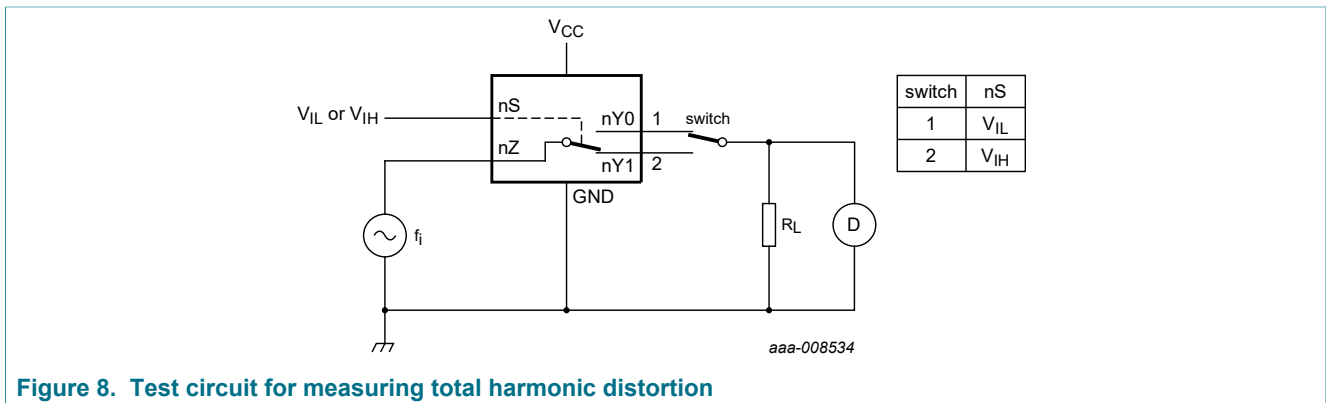 VCC
VIL or VIH
nS
nZ
nY0
nY1
1
2
switch
GND
fi
RL
D
switch nS
1 VIL
2 VIH
aaa-008534
Figure 8. Test circuit for measuring total harmonic distortion